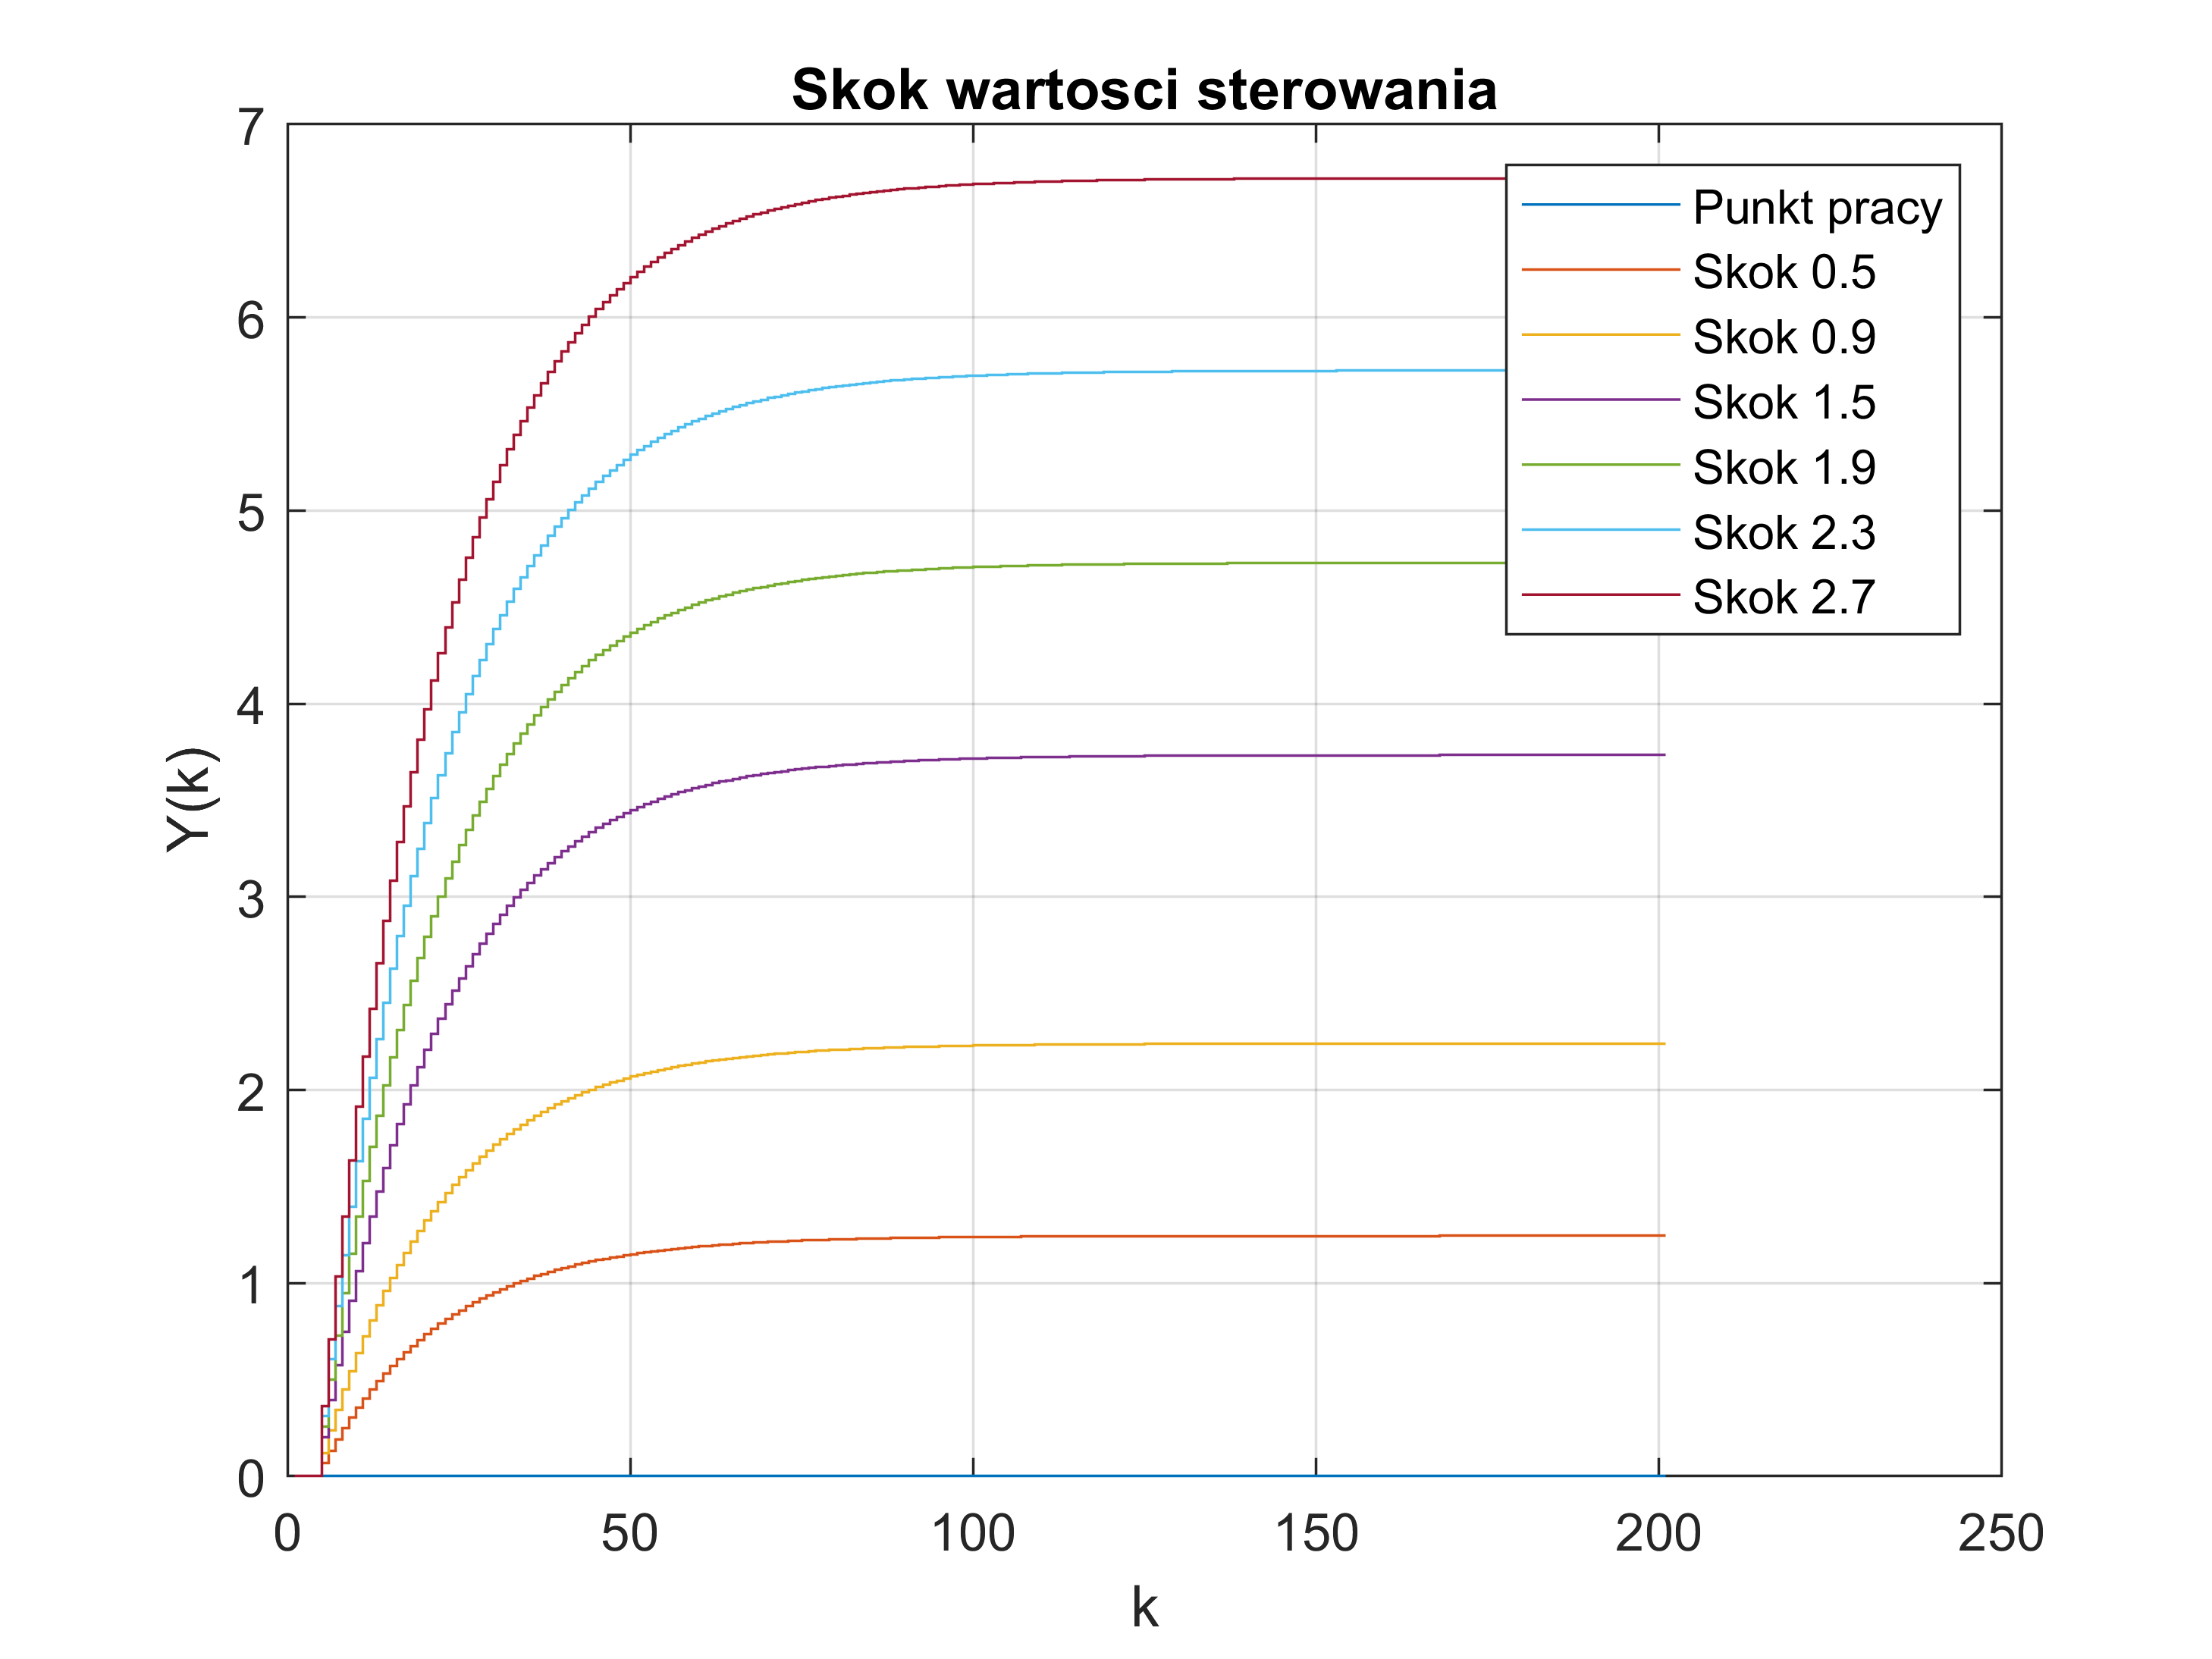 Skok wartosci sterowania
7
6
5
4
3
2
1
0
Y(k)
Punkt pracy
Skok 0.5
Skok 0.9
Skok 1.5
Skok 1.9
Skok 2.3
Skok 2.7
0 50 100 150 200 250
k